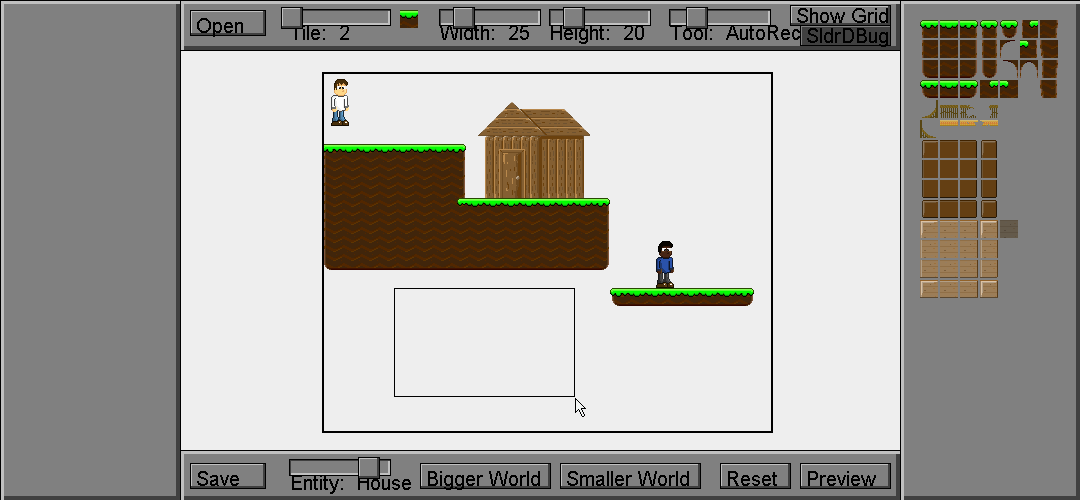 Open
Tile: 2
Width: 25
Height: 20
Tool: AutoRec
Show Grid
SldrDBug
Save
Entity: House
Bigger World
Smaller World
Reset
Preview